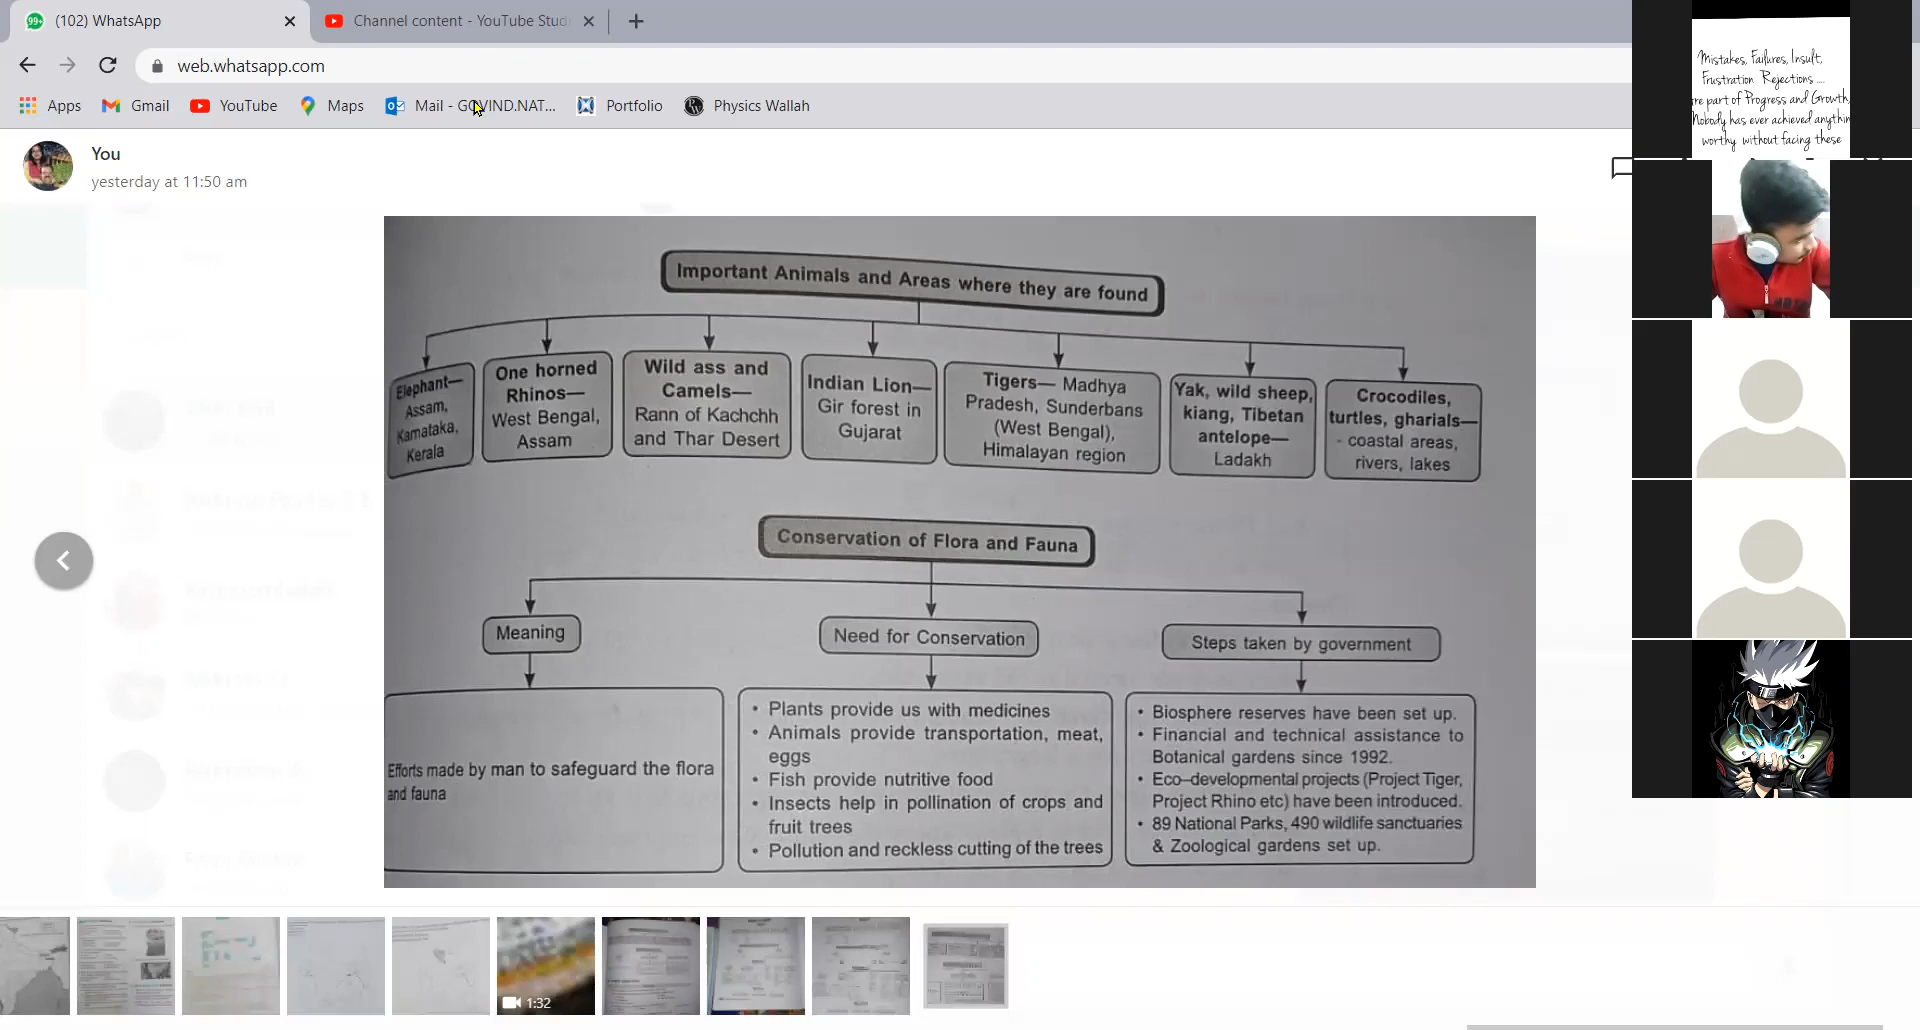 (102) WhatsApp
Channel content - YouTube Stud
web.whatsapp.com
Apps
Gmail
YouTube
Maps
Mail - GOVIND.NAT...
Portfolio
Physics Wallah
You
yesterday at 11:50 am
Important Animals and Areas where they are found
Elephant—
Assam,
Karnataka,
Kerala
One horned
Rhinos—
West Bengal,
Assam
Wild ass and
Camels—
Rann of Kachchh
and Thar Desert
Indian Lion—
Gir forest in
Gujarat
Tigers— Madhya
Pradesh, Sunderbans
(West Bengal),
Himalayan region
Yak, wild sheep,
kiang, Tibetan
antelope—
Ladakh
Crocodiles,
turtles, gharials—
- coastal areas,
rivers, lakes
Conservation of Flora and Fauna
Meaning
Efforts made by man to safeguard the flora
and fauna
Need for Conservation
• Plants provide us with medicines
• Animals provide transportation, meat,
eggs
• Fish provide nutritive food
• Insects help in pollination of crops and
fruit trees
• Pollution and reckless cutting of the trees
Steps taken by government
• Biosphere reserves have been set up.
• Financial and technical assistance to
Botanical gardens since 1992.
• Eco–developmental projects (Project Tiger,
Project Rhino etc) have been introduced.
• 89 National Parks, 490 wildlife sanctuaries
& Zoological gardens set up.
1:32
Mistakes, Failures, Insult,
Frustration Rejections ....
re part of Progress and Growth,
Nobody has ever achieved anythin
worthy without facing these